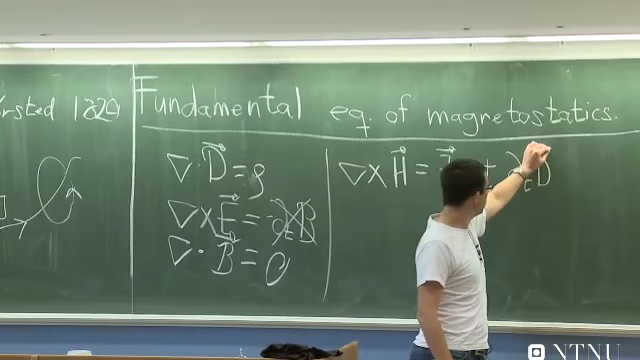 rsted 1820
Fundamental eq. of magnetostatics.
∇·D⃗=ρ
∇×E⃗=-∂ₜB⃗
∇·B⃗=0
∇×H⃗= + ∂ₜD
NTNU